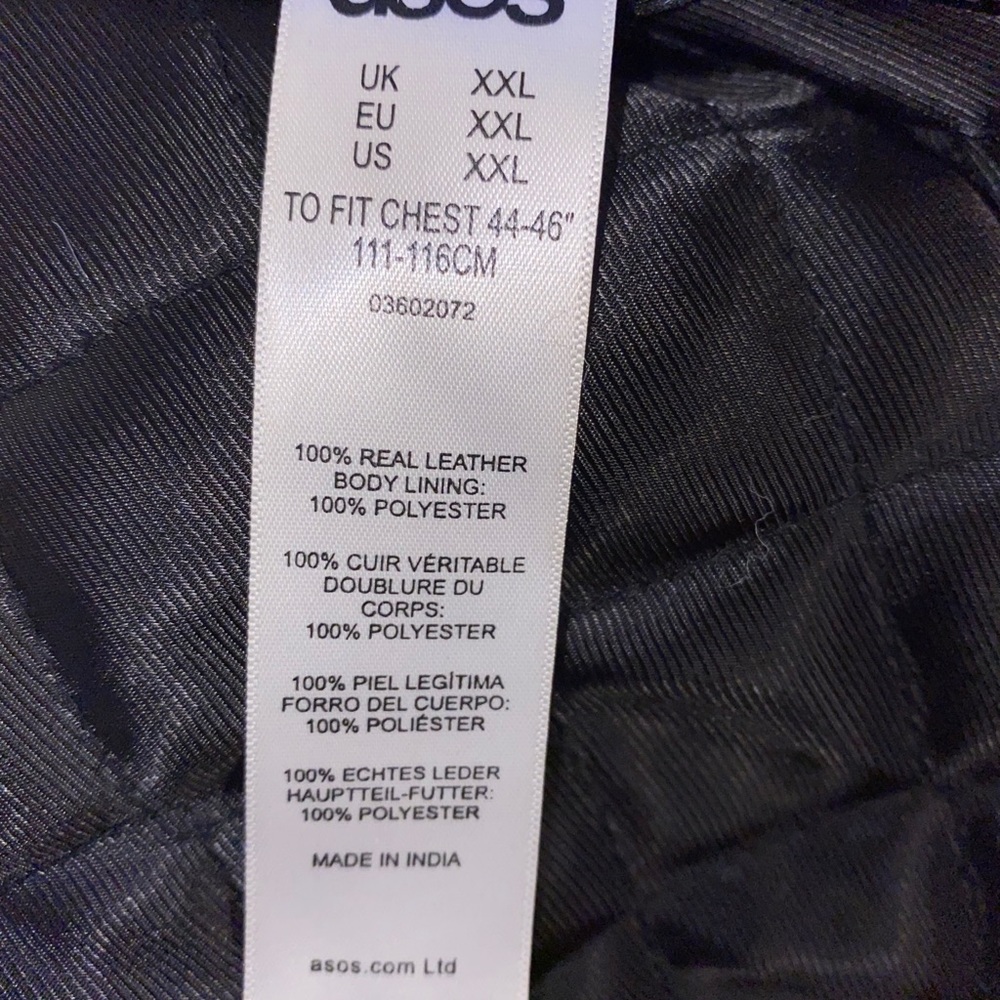 asos
UK XXL
EU XXL
US XXL
TO FIT CHEST 44-46"
111-116CM
03602072
100% REAL LEATHER
BODY LINING:
100% POLYESTER
100% CUIR VÉRITABLE
DOUBLURE DU
CORPS:
100% POLYESTER
100% PIEL LEGÍTIMA
FORRO DEL CUERPO:
100% POLIÉSTER
100% ECHTES LEDER
HAUPTTEIL-FUTTER:
100% POLYESTER
MADE IN INDIA
asos.com Ltd